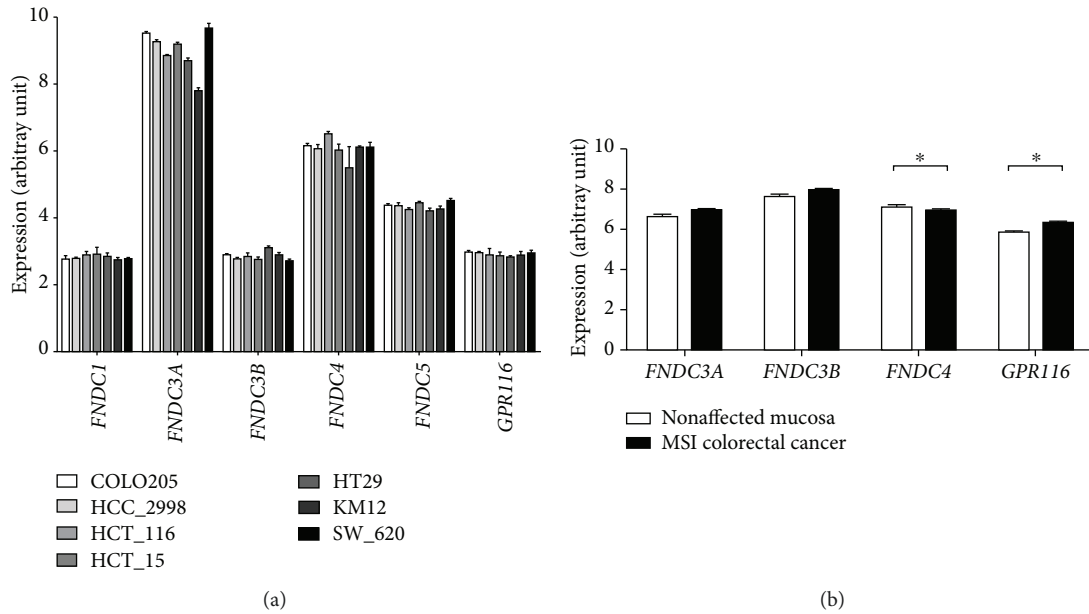 Expression (arbitray unit)
10
8
6
4
2
0
FNDC1
FNDC3A
FNDC3B
FNDC4
FNDC5
GPR116
COLO205
HCC_2998
HCT_116
HCT_15
HT29
KM12
SW_620
(a)
Expression (arbitray unit)
10
8
6
4
2
0
*
*
FNDC3A
FNDC3B
FNDC4
GPR116
Nonaffected mucosa
MSI colorectal cancer
(b)